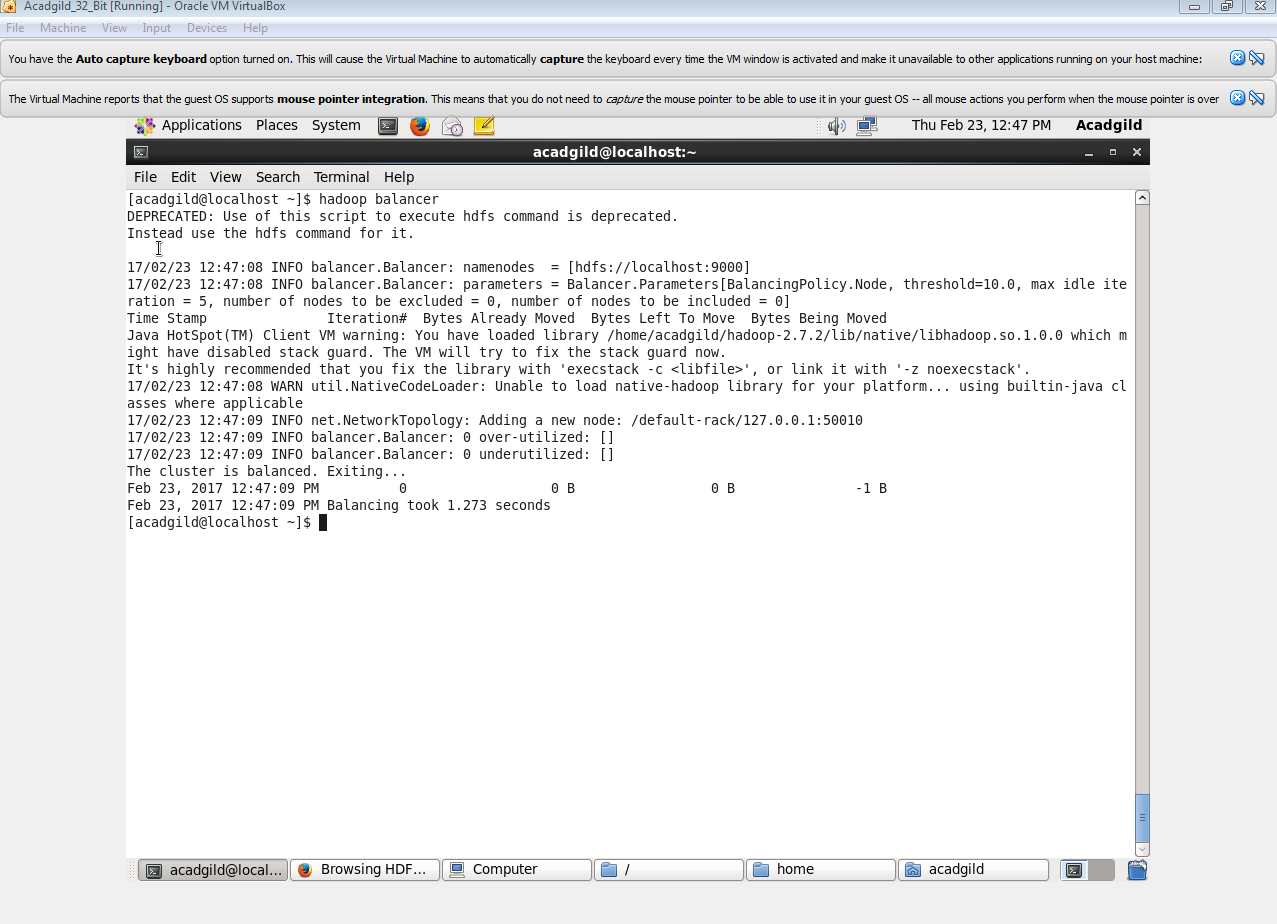 Acadgild_32_Bit [Running] - Oracle VM VirtualBox
File Machine View Input Devices Help
You have the Auto capture keyboard option turned on. This will cause the Virtual Machine to automatically capture the keyboard every time the VM window is activated and make it unavailable to other applications running on your host machine:
The Virtual Machine reports that the guest OS supports mouse pointer integration. This means that you do not need to capture the mouse pointer to be able to use it in your guest OS -- all mouse actions you perform when the mouse pointer is over
Applications Places System Thu Feb 23, 12:47 PM Acadgild
acadgild@localhost:~
File Edit View Search Terminal Help
[acadgild@localhost ~]$ hadoop balancer
DEPRECATED: Use of this script to execute hdfs command is deprecated.
Instead use the hdfs command for it.
17/02/23 12:47:08 INFO balancer.Balancer: namenodes  = [hdfs://localhost:9000]
17/02/23 12:47:08 INFO balancer.Balancer: parameters = Balancer.Parameters[BalancingPolicy.Node, threshold=10.0, max idle ite
ration = 5, number of nodes to be excluded = 0, number of nodes to be included = 0]
Time Stamp               Iteration#  Bytes Already Moved  Bytes Left To Move  Bytes Being Moved
Java HotSpot(TM) Client VM warning: You have loaded library /home/acadgild/hadoop-2.7.2/lib/native/libhadoop.so.1.0.0 which m
ight have disabled stack guard. The VM will try to fix the stack guard now.
It's highly recommended that you fix the library with 'execstack -c <libfile>', or link it with '-z noexecstack'.
17/02/23 12:47:08 WARN util.NativeCodeLoader: Unable to load native-hadoop library for your platform... using builtin-java cl
asses where applicable
17/02/23 12:47:09 INFO net.NetworkTopology: Adding a new node: /default-rack/127.0.0.1:50010
17/02/23 12:47:09 INFO balancer.Balancer: 0 over-utilized: []
17/02/23 12:47:09 INFO balancer.Balancer: 0 underutilized: []
The cluster is balanced. Exiting...
Feb 23, 2017 12:47:09 PM          0                  0 B                 0 B               -1 B
Feb 23, 2017 12:47:09 PM Balancing took 1.273 seconds
[acadgild@localhost ~]$
acadgild@local... Browsing HDF... Computer / home acadgild